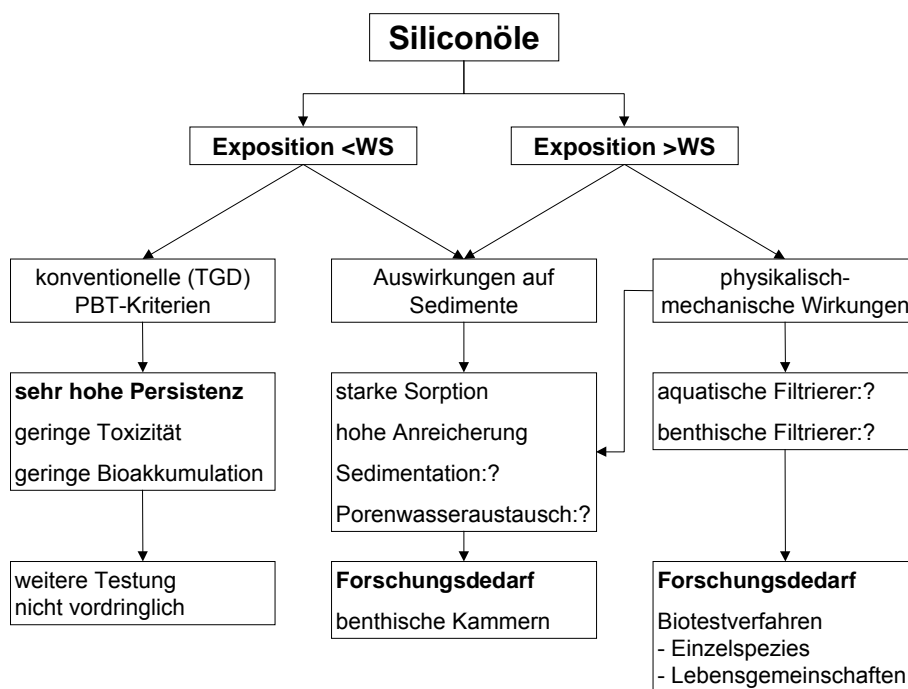 Siliconöle
Exposition <WS
Exposition >WS
konventionelle (TGD)
PBT-Kriterien
Auswirkungen auf
Sedimente
physikalisch-
mechanische Wirkungen
sehr hohe Persistenz
geringe Toxizität
geringe Bioakkumulation
starke Sorption
hohe Anreicherung
Sedimentation:?
Porenwasseraustausch:?
aquatische Filtrierer:?
benthische Filtrierer:?
weitere Testung
nicht vordringlich
Forschungsdedarf
benthische Kammern
Forschungsdedarf
Biotestverfahren
- Einzelspezies
- Lebensgemeinschaften